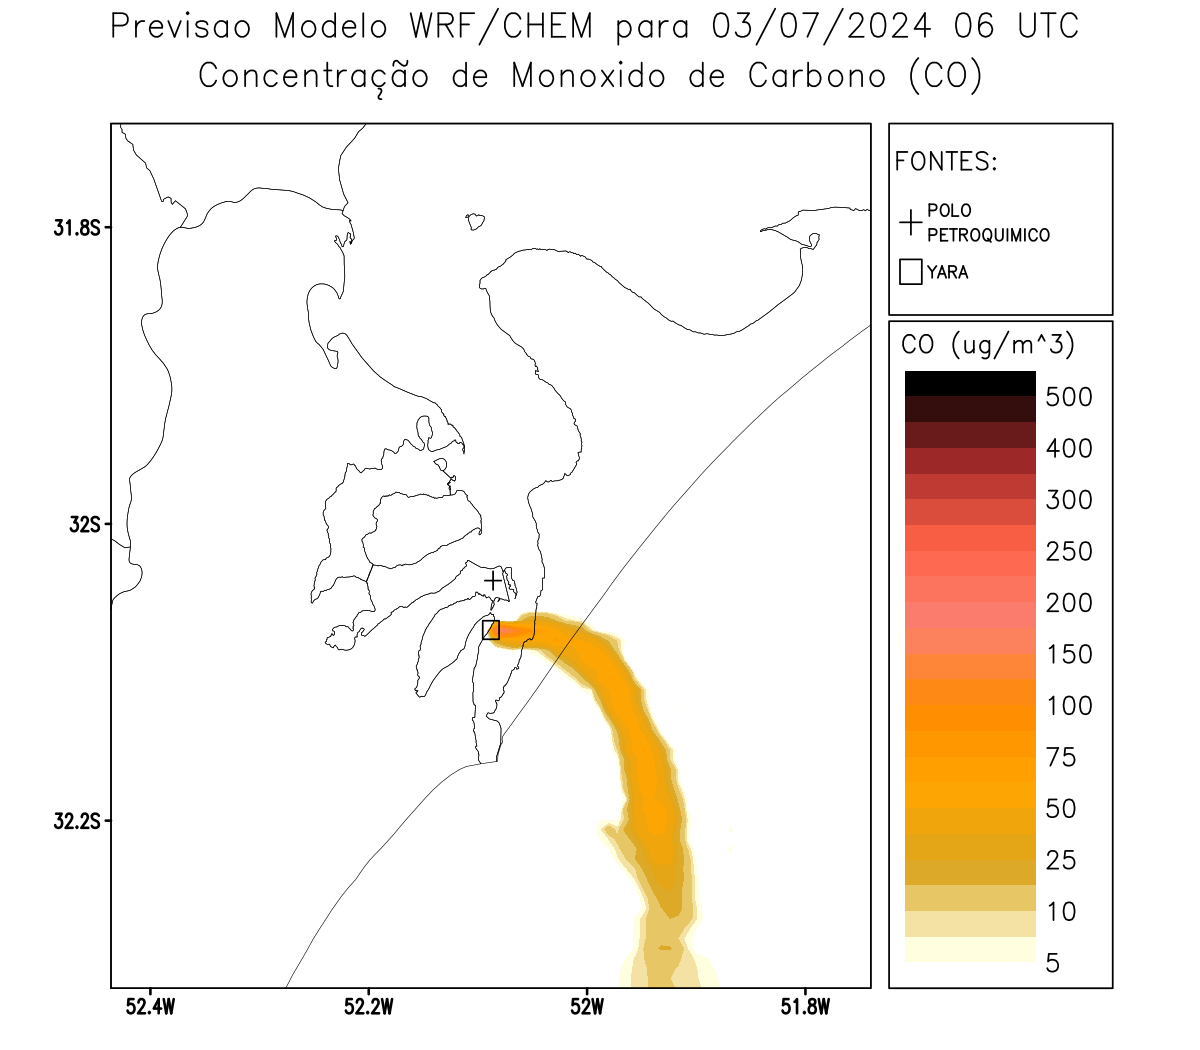 Previsao Modelo WRF/CHEM para 03/07/2024 06 UTC
Concentração de Monoxido de Carbono (CO)
FONTES:
POLO
PETROQUIMICO
YARA
CO (ug/m^3)
500
400
300
250
200
150
100
75
50
25
10
5
31.8S
32S
32.2S
52.4W
52.2W
52W
51.8W